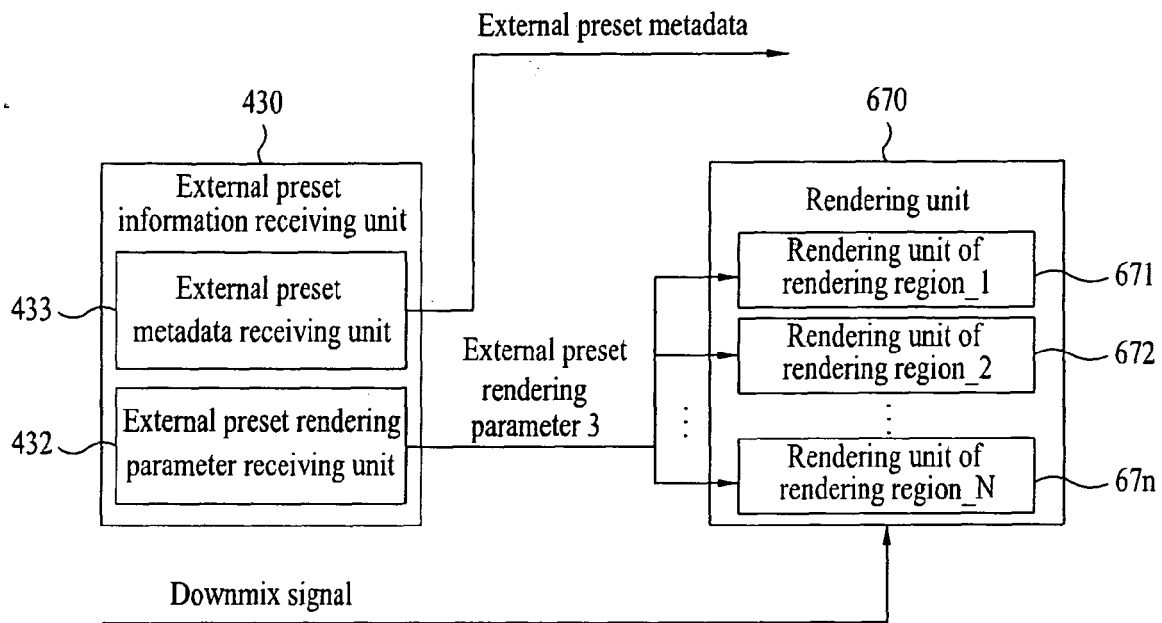 External preset metadata
430
670
External preset
information receiving unit
Rendering unit
433
External preset
metadata receiving unit
Rendering unit of
rendering region_1
671
External preset
rendering
parameter 3
Rendering unit of
rendering region_2
672
432
External preset rendering
parameter receiving unit
Rendering unit of
rendering region_N
67n
Downmix signal